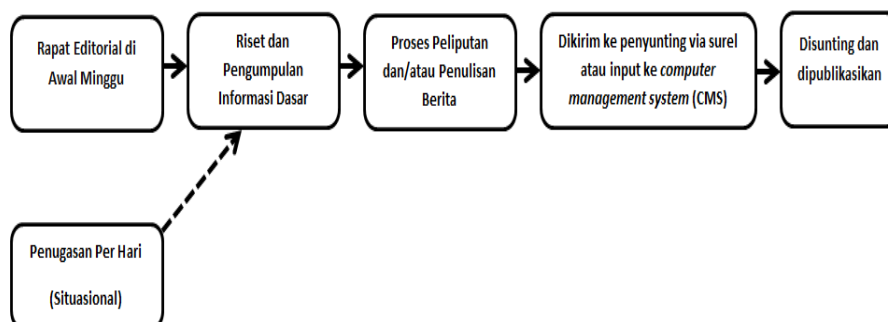 Rapat Editorial di
Awal Minggu
Riset dan
Pengumpulan
Informasi Dasar
Proses Peliputan
dan/atau Penulisan
Berita
Dikirim ke penyunting via surel
atau input ke computer
management system (CMS)
Disunting dan
dipublikasikan
Penugasan Per Hari
(Situasional)